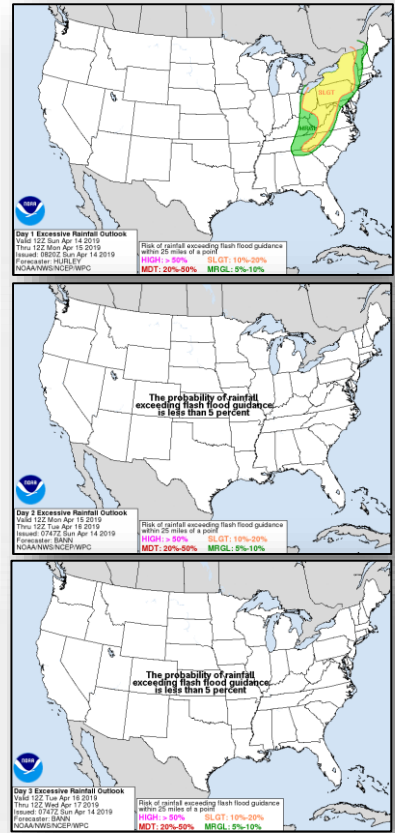 SLGT
MRGL
NOAA
Day 1 Excessive Rainfall Outlook
Valid 12Z Sun Apr 14 2019
Thru 12Z Mon Apr 15 2019
Issued: 0820Z Sun Apr 14 2019
Forecaster: HURLEY
NOAA/NWS/NCEP/WPC
Risk of rainfall exceeding flash flood guidance
within 25 miles of a point
HIGH: > 50% SLGT: 10%-20%
MDT: 20%-50% MRGL: 5%-10%
The probability of rainfall
exceeding flash flood guidance
is less than 5 percent
NOAA
Day 2 Excessive Rainfall Outlook
Valid 12Z Mon Apr 15 2019
Thru 12Z Tue Apr 16 2019
Issued: 0747Z Sun Apr 14 2019
Forecaster: BANN
NOAA/NWS/NCEP/WPC
Risk of rainfall exceeding flash flood guidance
within 25 miles of a point
HIGH: > 50% SLGT: 10%-20%
MDT: 20%-50% MRGL: 5%-10%
The probability of rainfall
exceeding flash flood guidance
is less than 5 percent
NOAA
Day 3 Excessive Rainfall Outlook
Valid 12Z Tue Apr 16 2019
Thru 12Z Wed Apr 17 2019
Issued: 0747Z Sun Apr 14 2019
Forecaster: BANN
NOAA/NWS/NCEP/WPC
Risk of rainfall exceeding flash flood guidance
within 25 miles of a point
HIGH: > 50% SLGT: 10%-20%
MDT: 20%-50% MRGL: 5%-10%